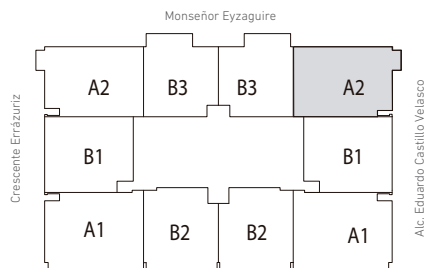 Monseñor Eyzaguire
A2 B3 B3 A2
Crescente Errázuriz
B1 B1
Alc. Eduardo Castillo Velasco
A1 B2 B2 A1